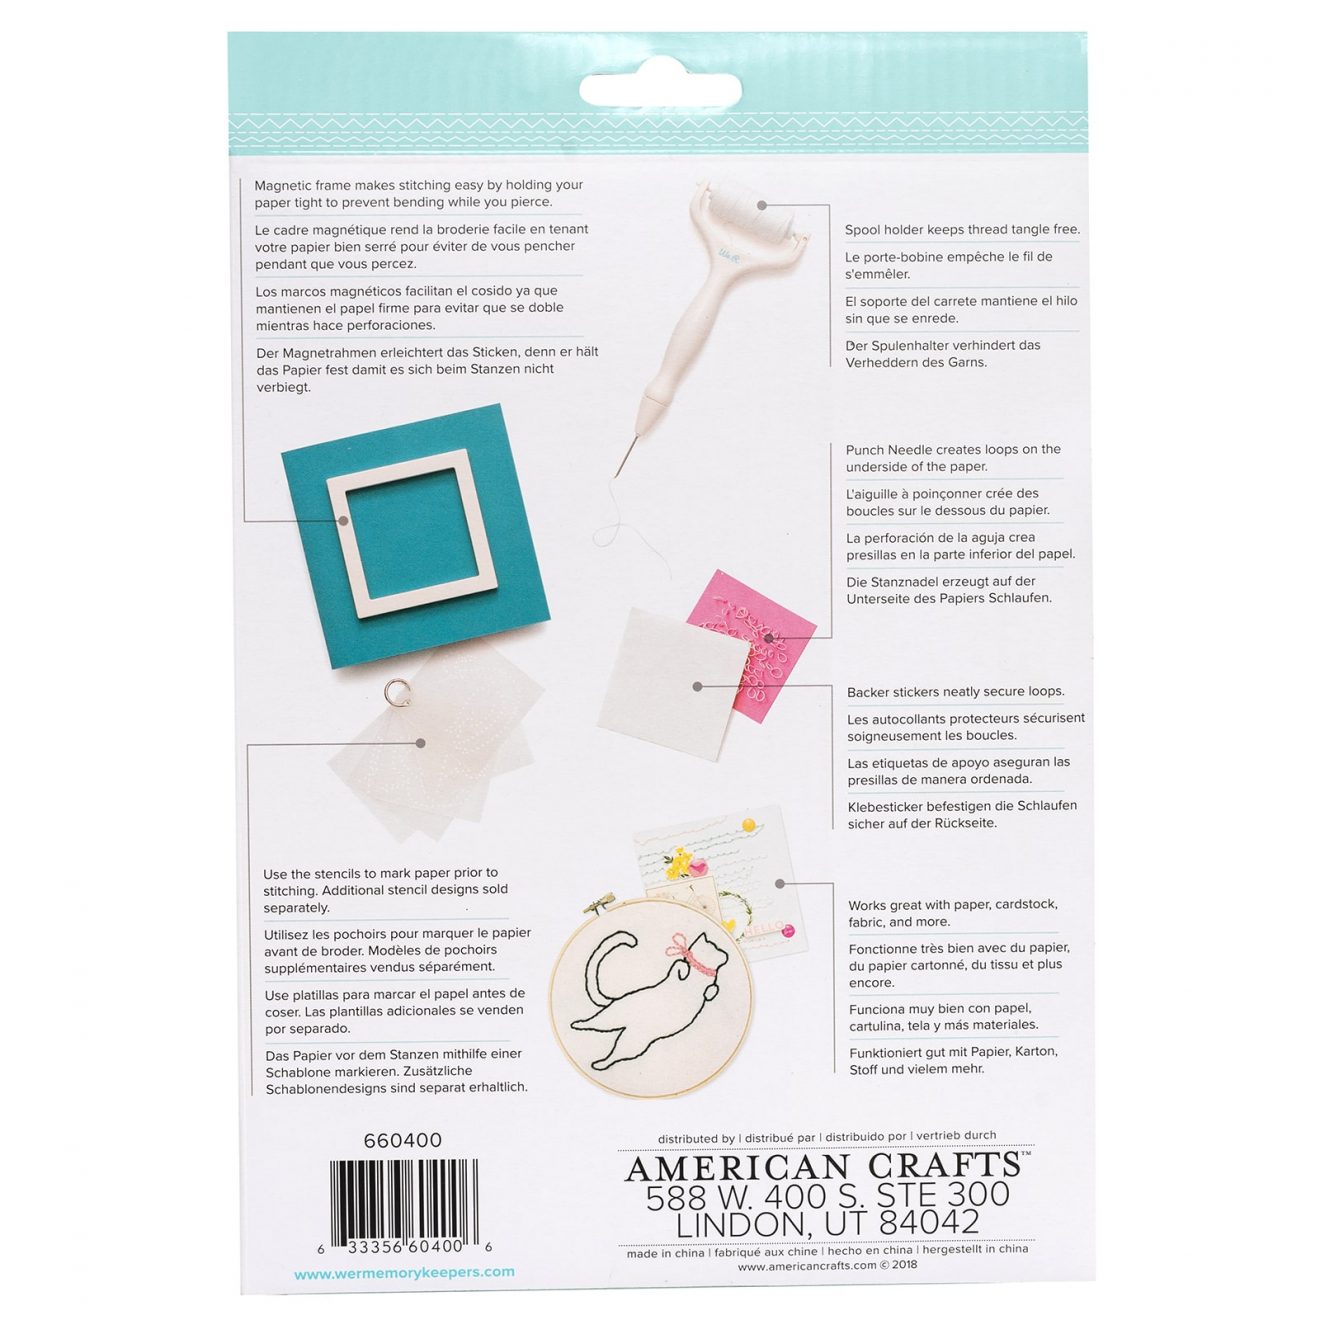 Magnetic frame makes stitching easy by holding your
paper tight to prevent bending while you pierce.
Le cadre magnétique rend la broderie facile en tenant
votre papier bien serré pour éviter de vous pencher
pendant que vous percez.
Los marcos magnéticos facilitan el cosido ya que
mantienen el papel firme para evitar que se doble
mientras hace perforaciones.
Der Magnetrahmen erleichtert das Sticken, denn er hält
das Papier fest damit es sich beim Stanzen nicht
verbiegt.
We R
Spool holder keeps thread tangle free.
Le porte-bobine empêche le fil de
s'emmêler.
El soporte del carrete mantiene el hilo
sin que se enrede.
Der Spulenhalter verhindert das
Verheddern des Garns.
Punch Needle creates loops on the
underside of the paper.
L'aiguille à poinçonner crée des
boucles sur le dessous du papier.
La perforación de la aguja crea
presillas en la parte inferior del papel.
Die Stanznadel erzeugt auf der
Unterseite des Papiers Schlaufen.
Backer stickers neatly secure loops.
Les autocollants protecteurs sécurisent
soigneusement les boucles.
Las etiquetas de apoyo aseguran las
presillas de manera ordenada.
Klebesticker befestigen die Schlaufen
sicher auf der Rückseite.
Use the stencils to mark paper prior to
stitching. Additional stencil designs sold
separately.
Utilisez les pochoirs pour marquer le papier
avant de broder. Modèles de pochoirs
supplémentaires vendus séparément.
Use platillas para marcar el papel antes de
coser. Las plantillas adicionales se venden
por separado.
Das Papier vor dem Stanzen mithilfe einer
Schablone markieren. Zusätzliche
Schablonendesigns sind separat erhaltlich.
HELLO
Works great with paper, cardstock,
fabric, and more.
Fonctionne très bien avec du papier,
du papier cartonné, du tissu et plus
encore.
Funciona muy bien con papel,
cartulina, tela y más materiales.
Funktioniert gut mit Papier, Karton,
Stoff und vielem mehr.
660400
6 33356 60400 6
www.wermemorykeepers.com
distributed by | distribué par | distribuido por | vertrieb durch
AMERICAN CRAFTS™
588 W. 400 S. STE 300
LINDON, UT 84042
made in china | fabriqué aux chine | hecho en china | hergestellt in china
www.americancrafts.com © 2018